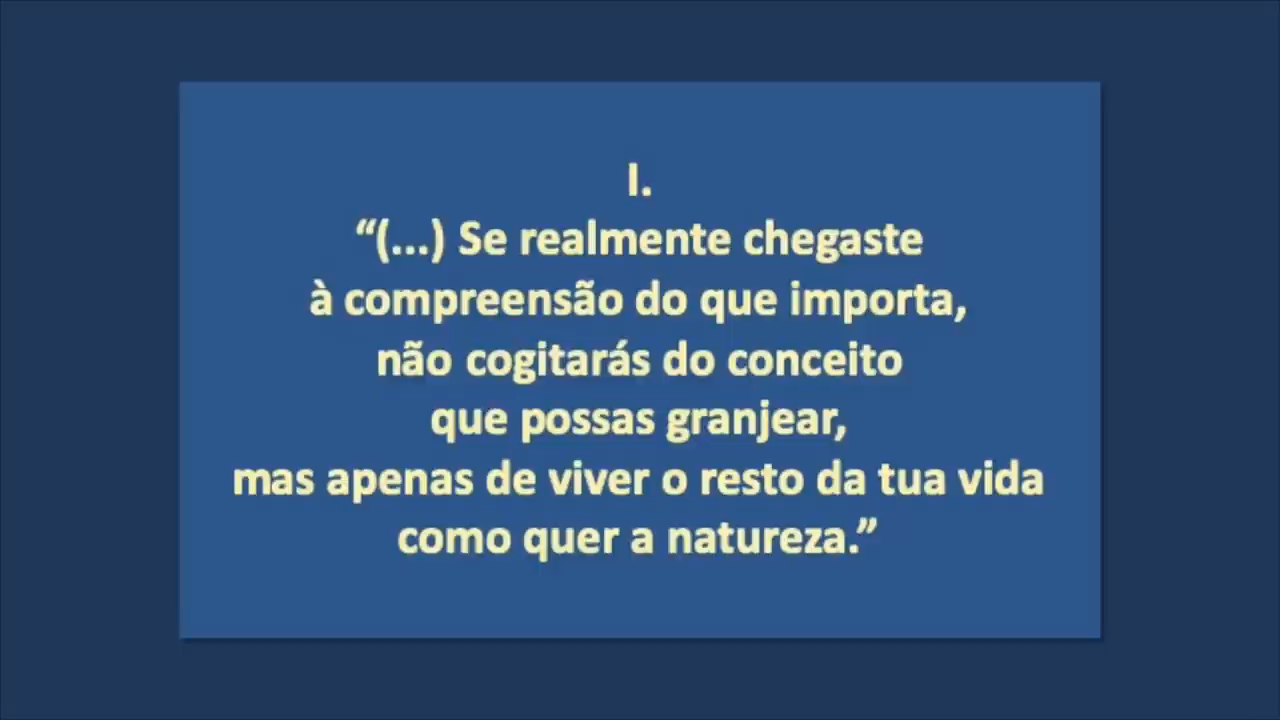 I.
“(...) Se realmente chegaste
à compreensão do que importa,
não cogitarás do conceito
que possas granjear,
mas apenas de viver o resto da tua vida
como quer a natureza.”